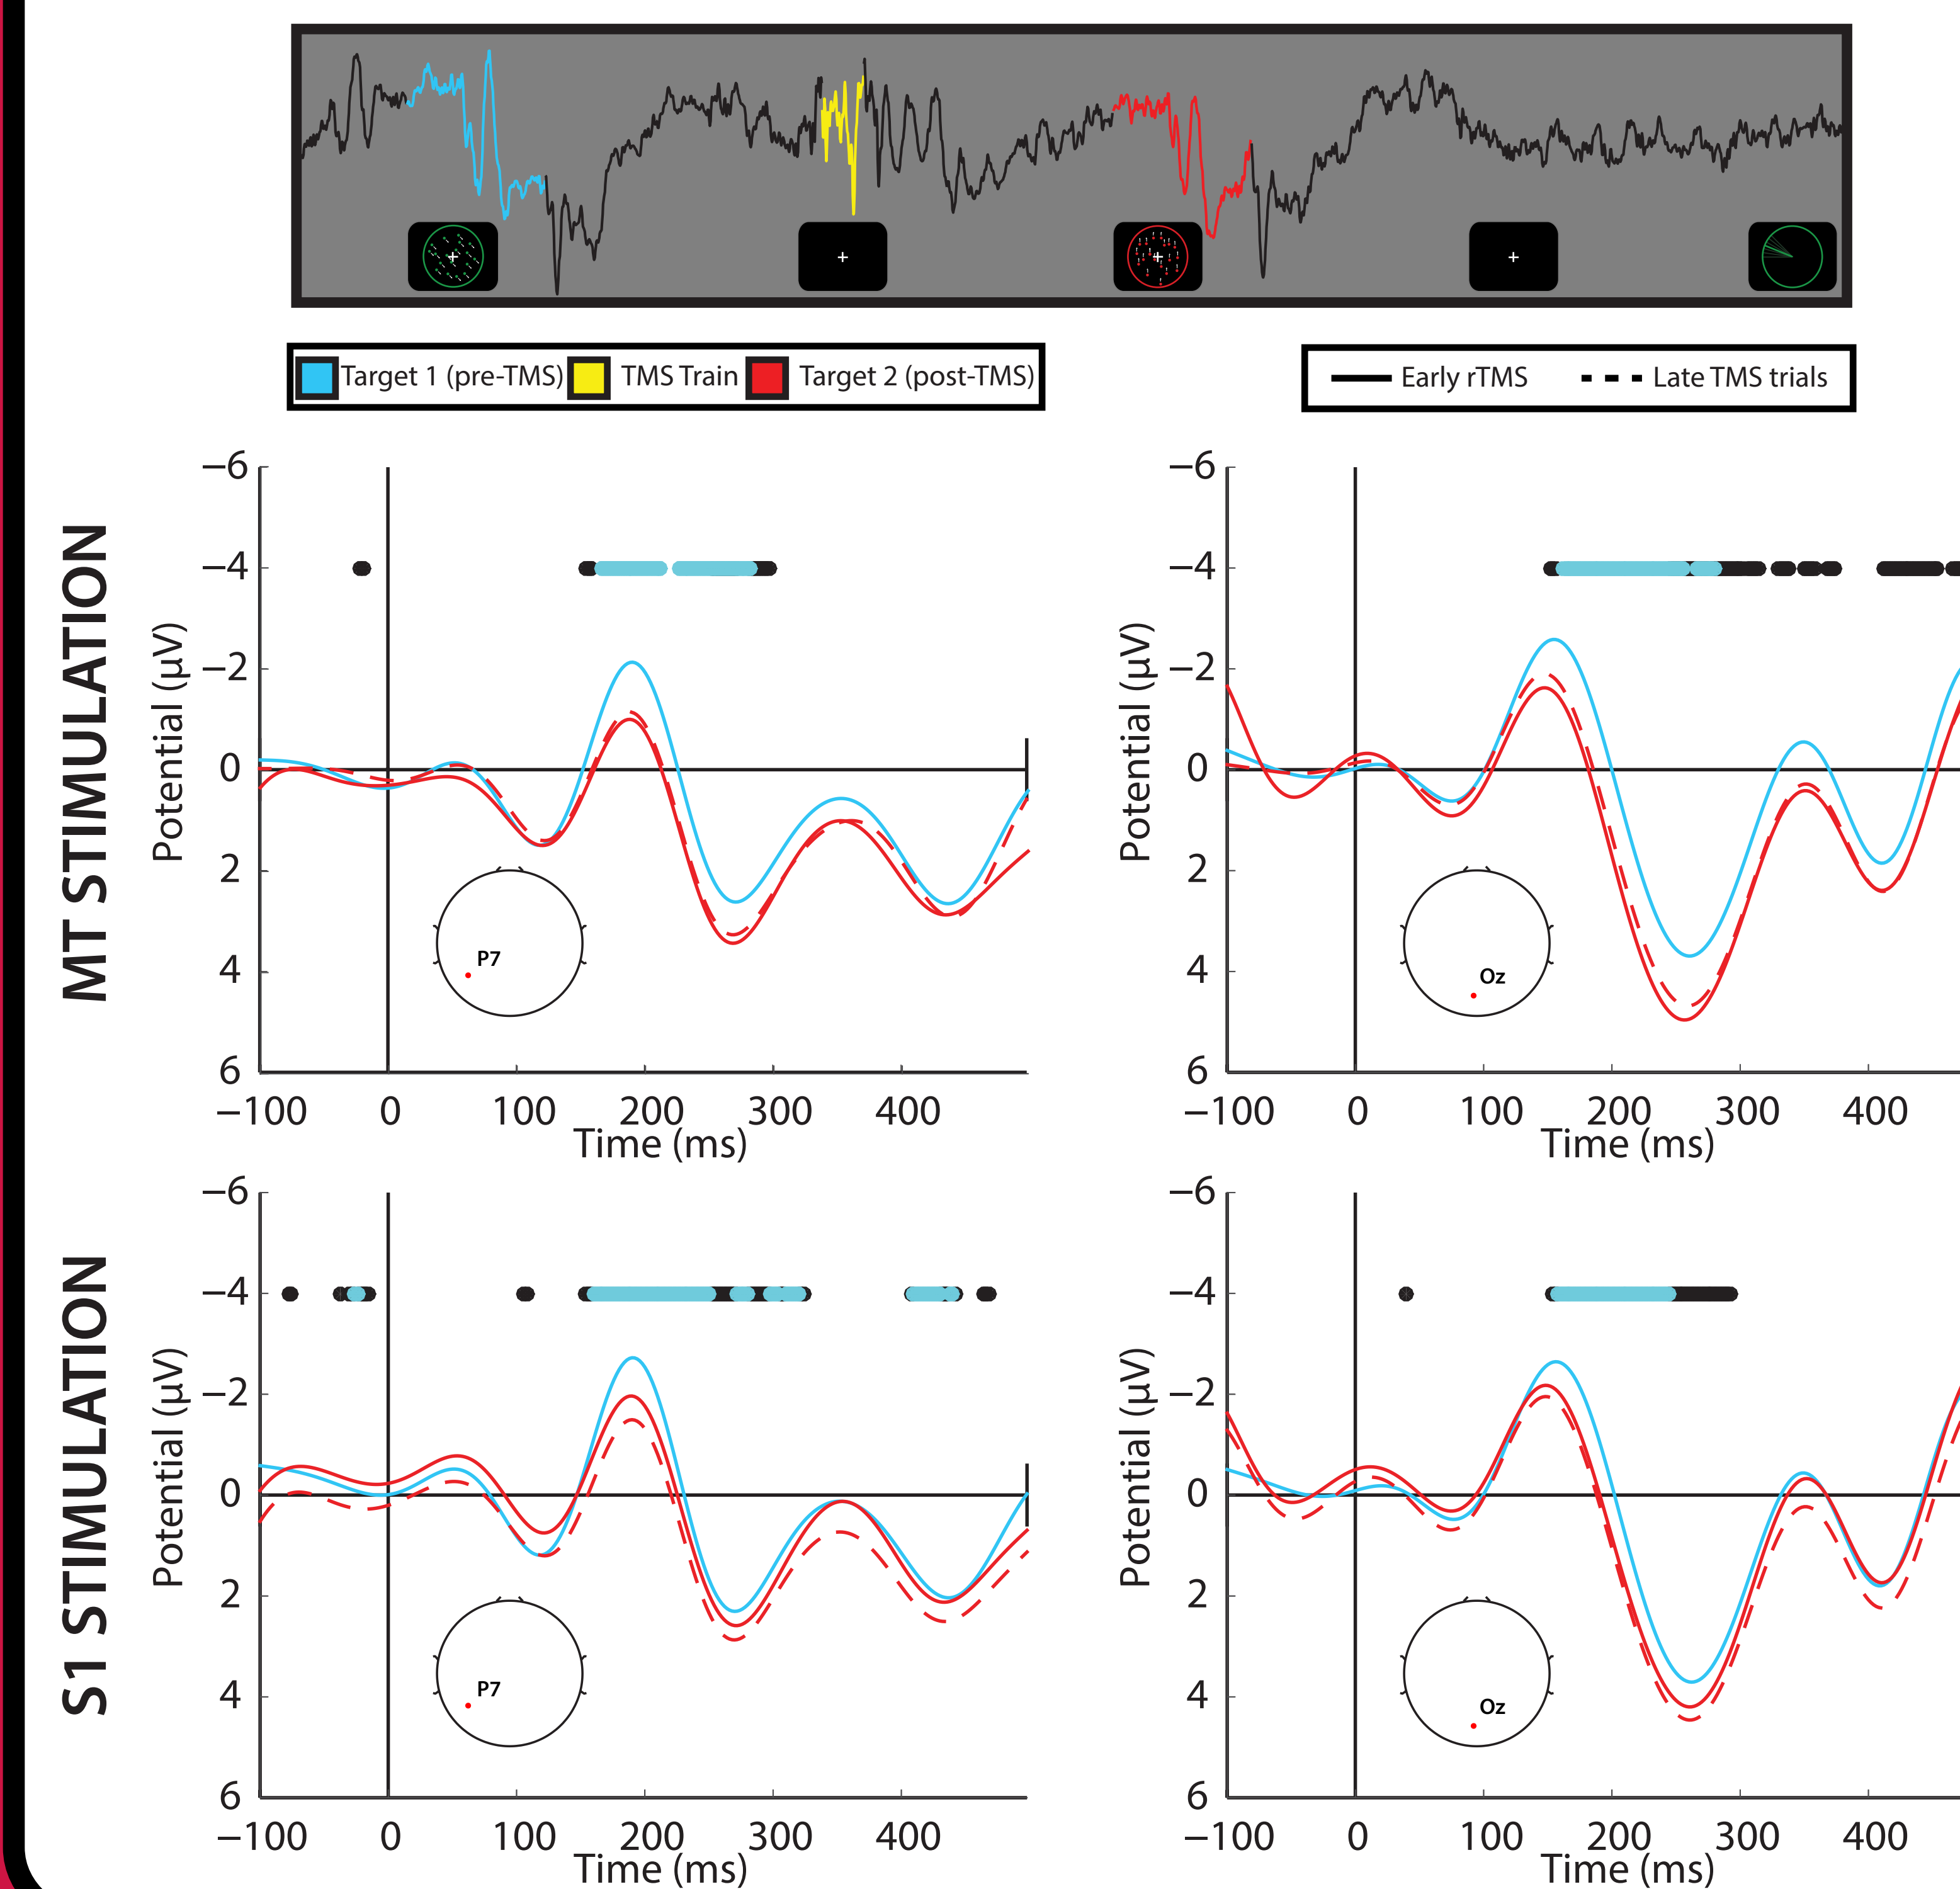 Target 1 (pre-TMS) TMS Train Target 2 (post-TMS)
Early rTMS Late TMS trials
MT STIMULATION
Potential (µV)
−6
−4
−2
0
2
4
6
P7
−100 0 100 200 300 400
Time (ms)
Potential (µV)
−6
−4
−2
0
2
4
6
Oz
−100 0 100 200 300 400
Time (ms)
S1 STIMULATION
Potential (µV)
−6
−4
−2
0
2
4
6
P7
−100 0 100 200 300 400
Time (ms)
Potential (µV)
−6
−4
−2
0
2
4
6
Oz
−100 0 100 200 300 400
Time (ms)